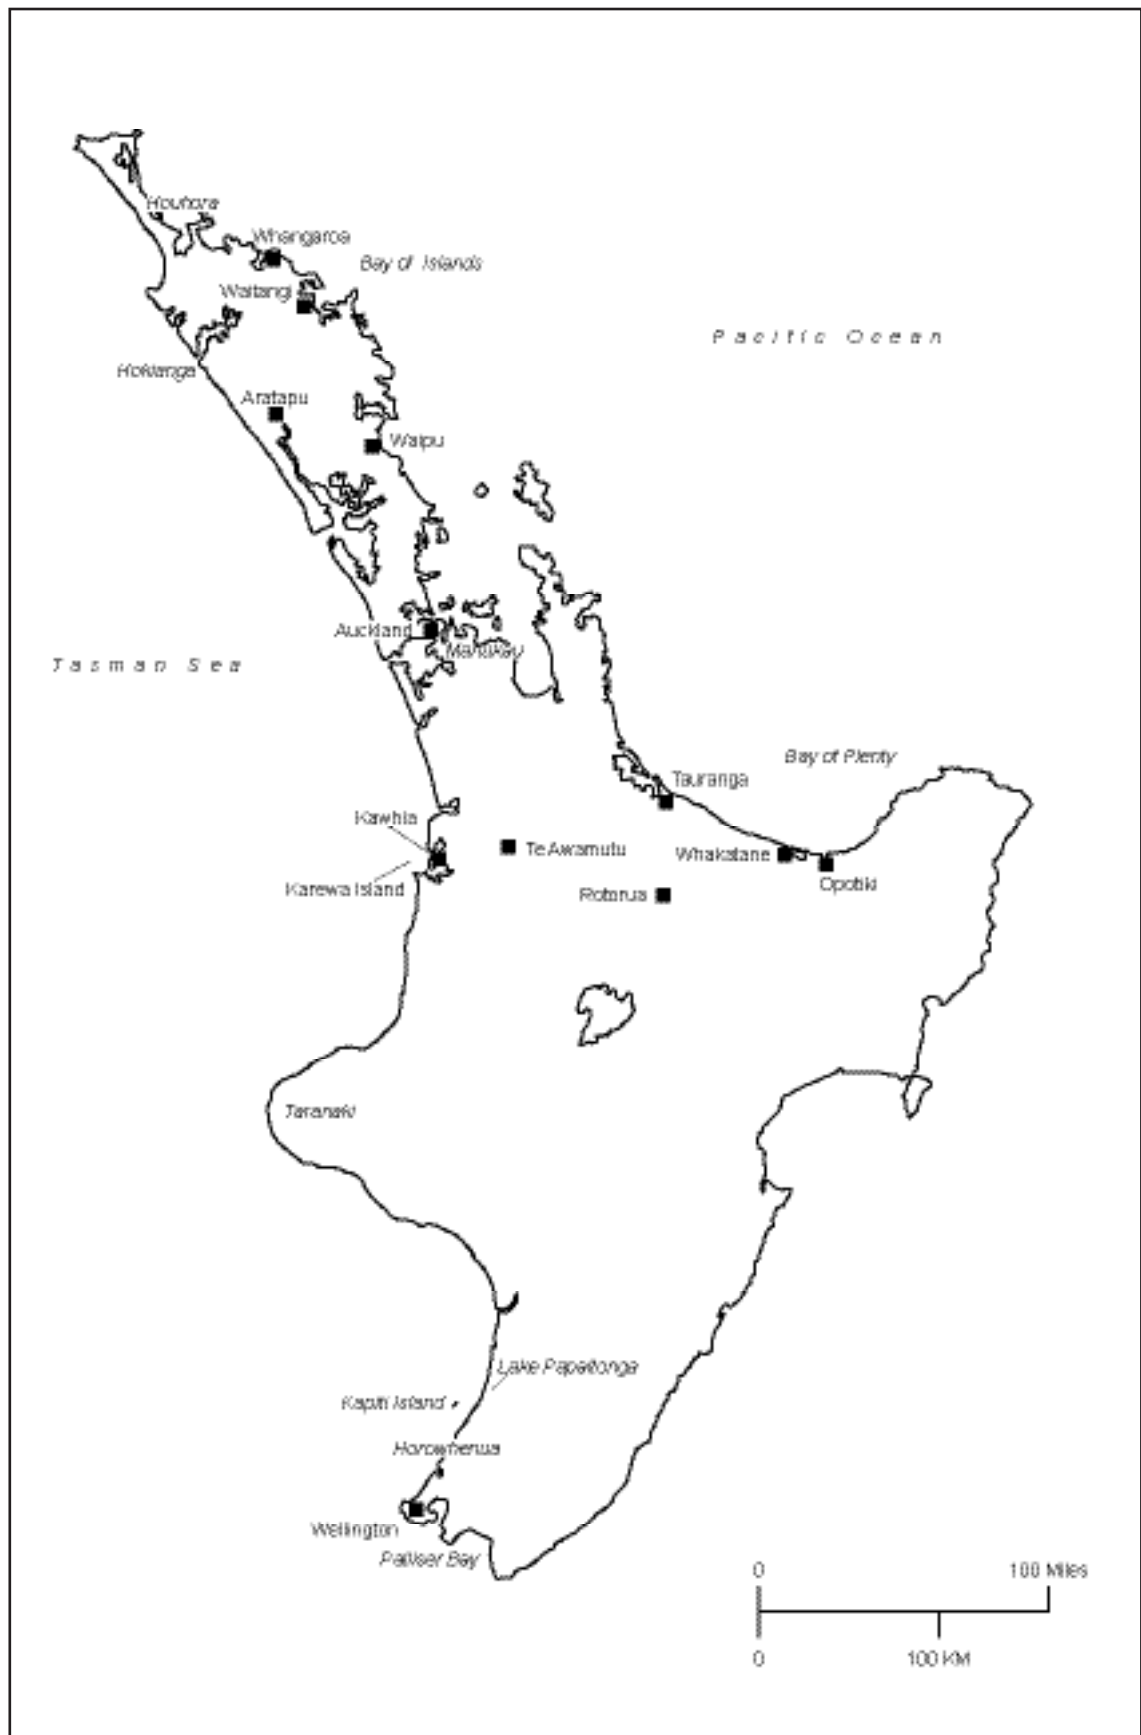 Houhora
Whangaroa
Bay of Islands
Waitangi
Pacific Ocean
Hokianga
Aratapu
Waipu
Auckland
Manukau
Tasman Sea
Bay of Plenty
Tauranga
Kawhia
Te Awamutu
Whakatane
Karewa Island
Opotiki
Rotorua
Taranaki
Lake Papaitonga
Kapiti Island
Horowhenua
Wellington
Palliser Bay
0
100 Miles
0
100 KM